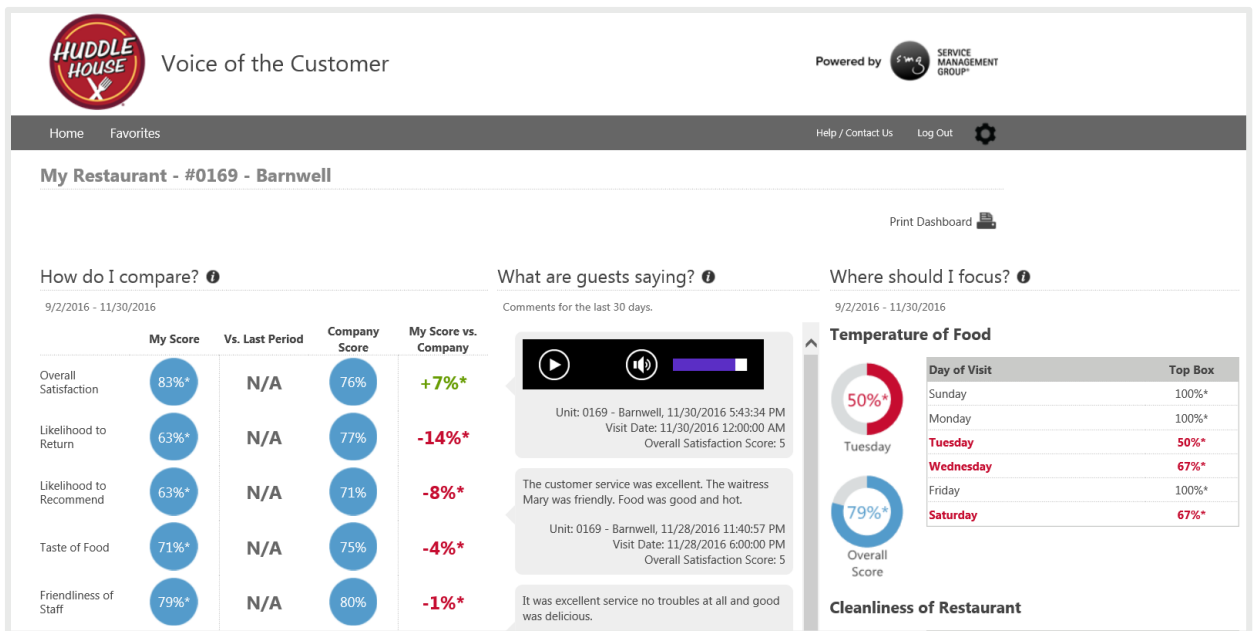 HUDDLE
HOUSE
Voice of the Customer
Powered by
smg
SERVICE
MANAGEMENT
GROUP®
Home Favorites
Help / Contact Us Log Out
My Restaurant - #0169 - Barnwell
Print Dashboard
How do I compare?
9/2/2016 - 11/30/2016
My Score Vs. Last Period Company Score My Score vs. Company
Overall Satisfaction 83%* N/A 76% +7%*
Likelihood to Return 63%* N/A 77% -14%*
Likelihood to Recommend 63%* N/A 71% -8%*
Taste of Food 71%* N/A 75% -4%*
Friendliness of Staff 79%* N/A 80% -1%*
What are guests saying?
Comments for the last 30 days.
Unit: 0169 - Barnwell, 11/30/2016 5:43:34 PM
Visit Date: 11/30/2016 12:00:00 AM
Overall Satisfaction Score: 5
The customer service was excellent. The waitress
Mary was friendly. Food was good and hot.
Unit: 0169 - Barnwell, 11/28/2016 11:40:57 PM
Visit Date: 11/28/2016 6:00:00 PM
Overall Satisfaction Score: 5
It was excellent service no troubles at all and good
was delicious.
Where should I focus?
9/2/2016 - 11/30/2016
Temperature of Food
50%*
Tuesday
79%*
Overall
Score
Day of Visit Top Box
Sunday 100%*
Monday 100%*
Tuesday 50%*
Wednesday 67%*
Friday 100%*
Saturday 67%*
Cleanliness of Restaurant